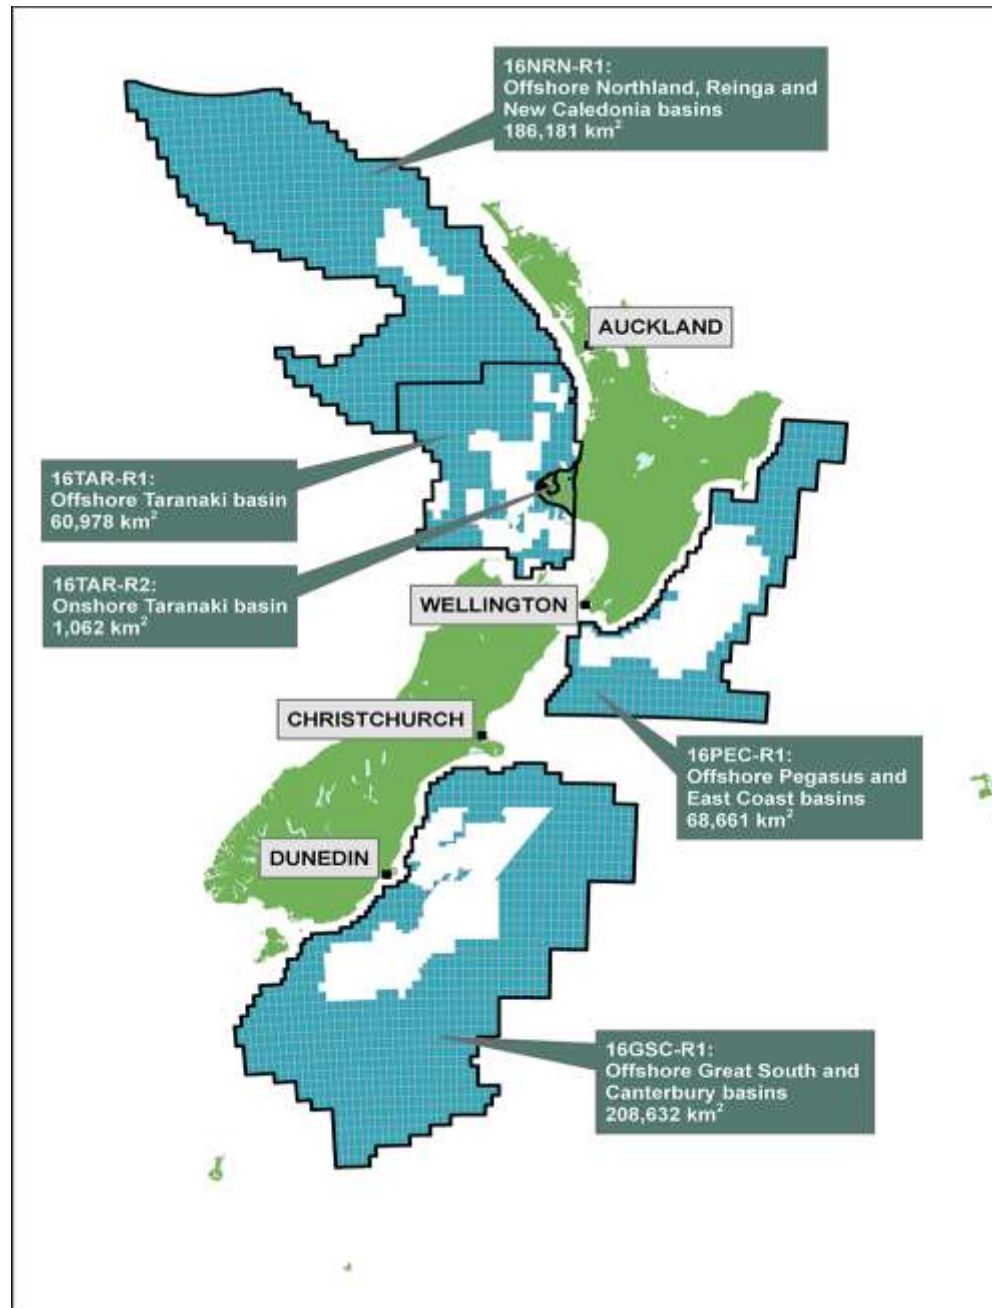 16NRN-R1:
Offshore Northland, Reinga and
New Caledonia basins
186,181 km²
AUCKLAND
16TAR-R1:
Offshore Taranaki basin
60,978 km²
16TAR-R2:
Onshore Taranaki basin
1,062 km²
WELLINGTON
CHRISTCHURCH
16PEC-R1:
Offshore Pegasus and
East Coast basins
68,661 km²
DUNEDIN
16GSC-R1:
Offshore Great South and
Canterbury basins
208,632 km²